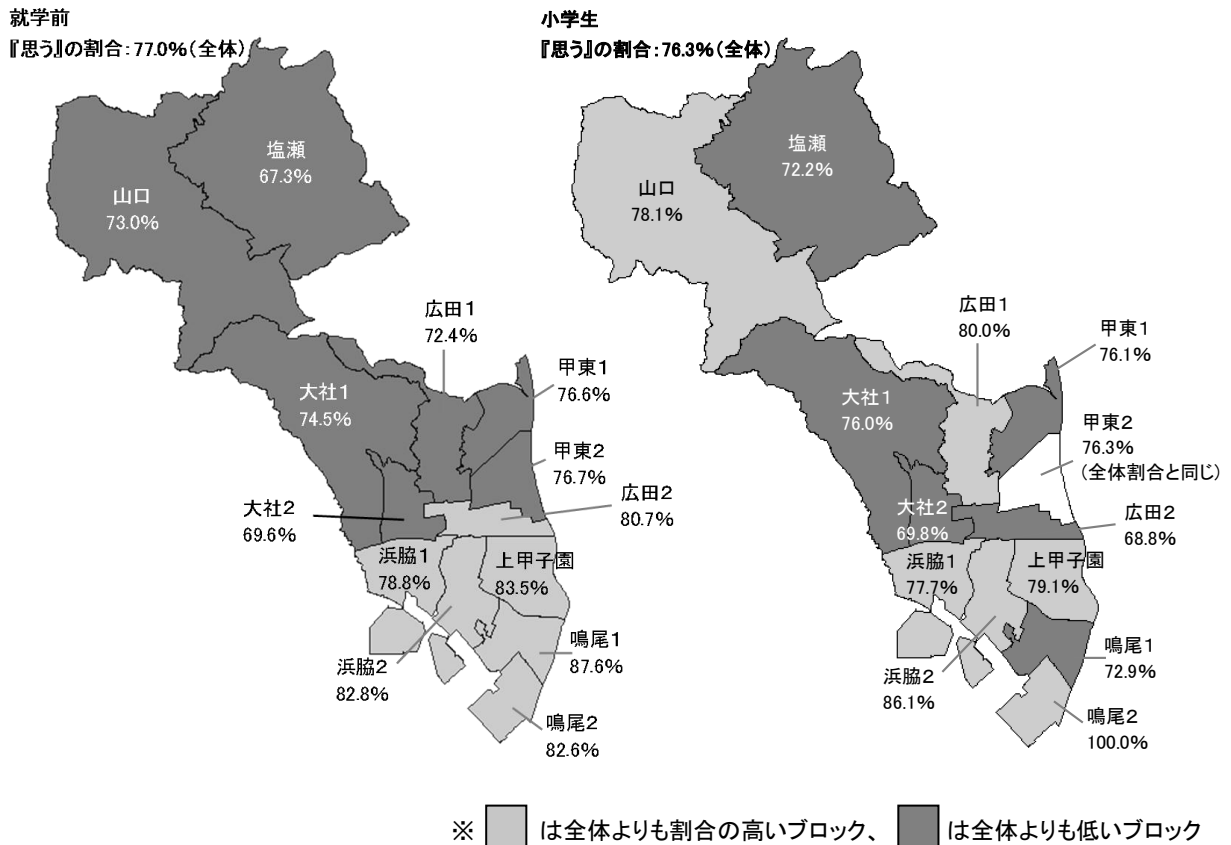 就学前
『思う』の割合：77.0%（全体）
塩瀬
67.3%
山口
73.0%
広田１
72.4%
甲東１
76.6%
大社１
74.5%
甲東２
76.7%
広田２
80.7%
大社２
69.6%
浜脇１
78.8%
上甲子園
83.5%
鳴尾１
87.6%
浜脇２
82.8%
鳴尾２
82.6%
小学生
『思う』の割合：76.3%（全体）
塩瀬
72.2%
山口
78.1%
広田１
80.0%
甲東１
76.1%
大社１
76.0%
甲東２
76.3%
（全体割合と同じ）
大社２
69.8%
広田２
68.8%
浜脇１
77.7%
上甲子園
79.1%
鳴尾１
72.9%
浜脇２
86.1%
鳴尾２
100.0%
※ は全体よりも割合の高いブロック、 は全体よりも低いブロック